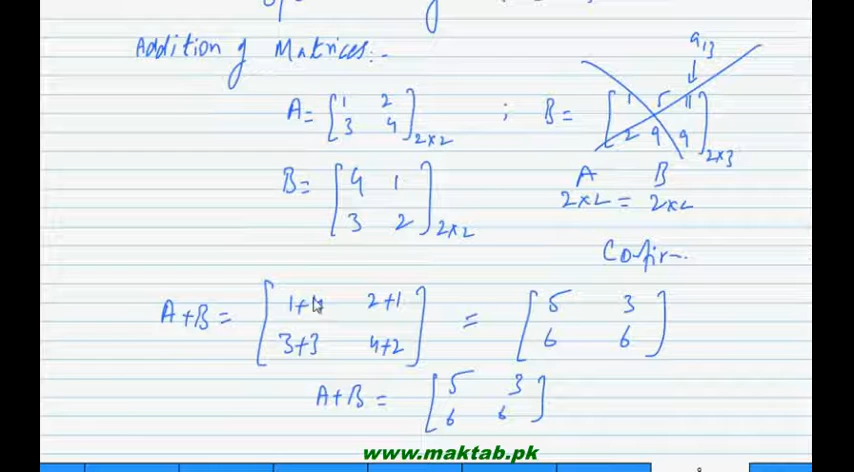 Addition of Matrices:-
a13
A = [1 2 3 4]2×2 ; B = [1 5 11 2 9 9]2×3
B = [4 1 3 2]2×2
A B
2×2 = 2×2
Confirm
A+B = [1+4 2+1 3+3 4+2] = [5 3 6 6]
A+B = [5 3 6 6]
www.maktab.pk